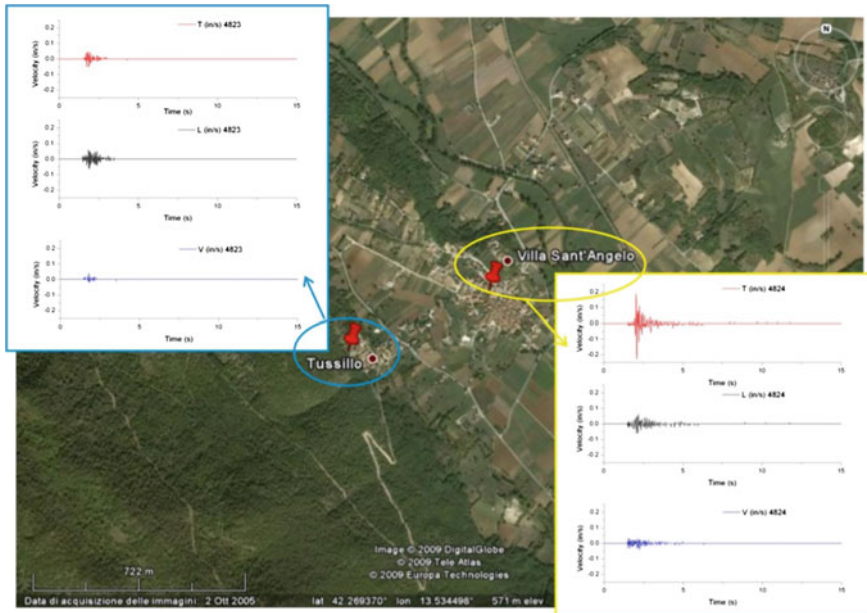 T (in/s) 4823
Velocity (in/s)
0.2
0.1
0.0
-0.1
-0.2
0
5
10
15
Time (s)
L (in/s) 4823
Velocity (in/s)
0.2
0.1
0.0
-0.1
-0.2
0
5
10
15
Time (s)
V (in/s) 4823
Velocity (in/s)
0.2
0.1
0.0
-0.1
-0.2
0
5
10
15
Time (s)
N
Villa Sant'Angelo
Tussillo
T (in/s) 4824
Velocity (in/s)
0.2
0.1
0.0
-0.1
-0.2
0
5
10
15
Time (s)
L (in/s) 4824
Velocity (in/s)
0.2
0.1
0.0
-0.1
-0.2
0
5
10
15
Time (s)
V (in/s) 4824
Velocity (in/s)
0.2
0.1
0.0
-0.1
-0.2
0
5
10
15
Time (s)
Image © 2009 DigitalGlobe
© 2009 Tele Atlas
© 2009 Europa Technologies
722 m
Data di acquisizione delle immagini: 2 Ott 2005 lat 42.269370° lon 13.534498° 571 m elev